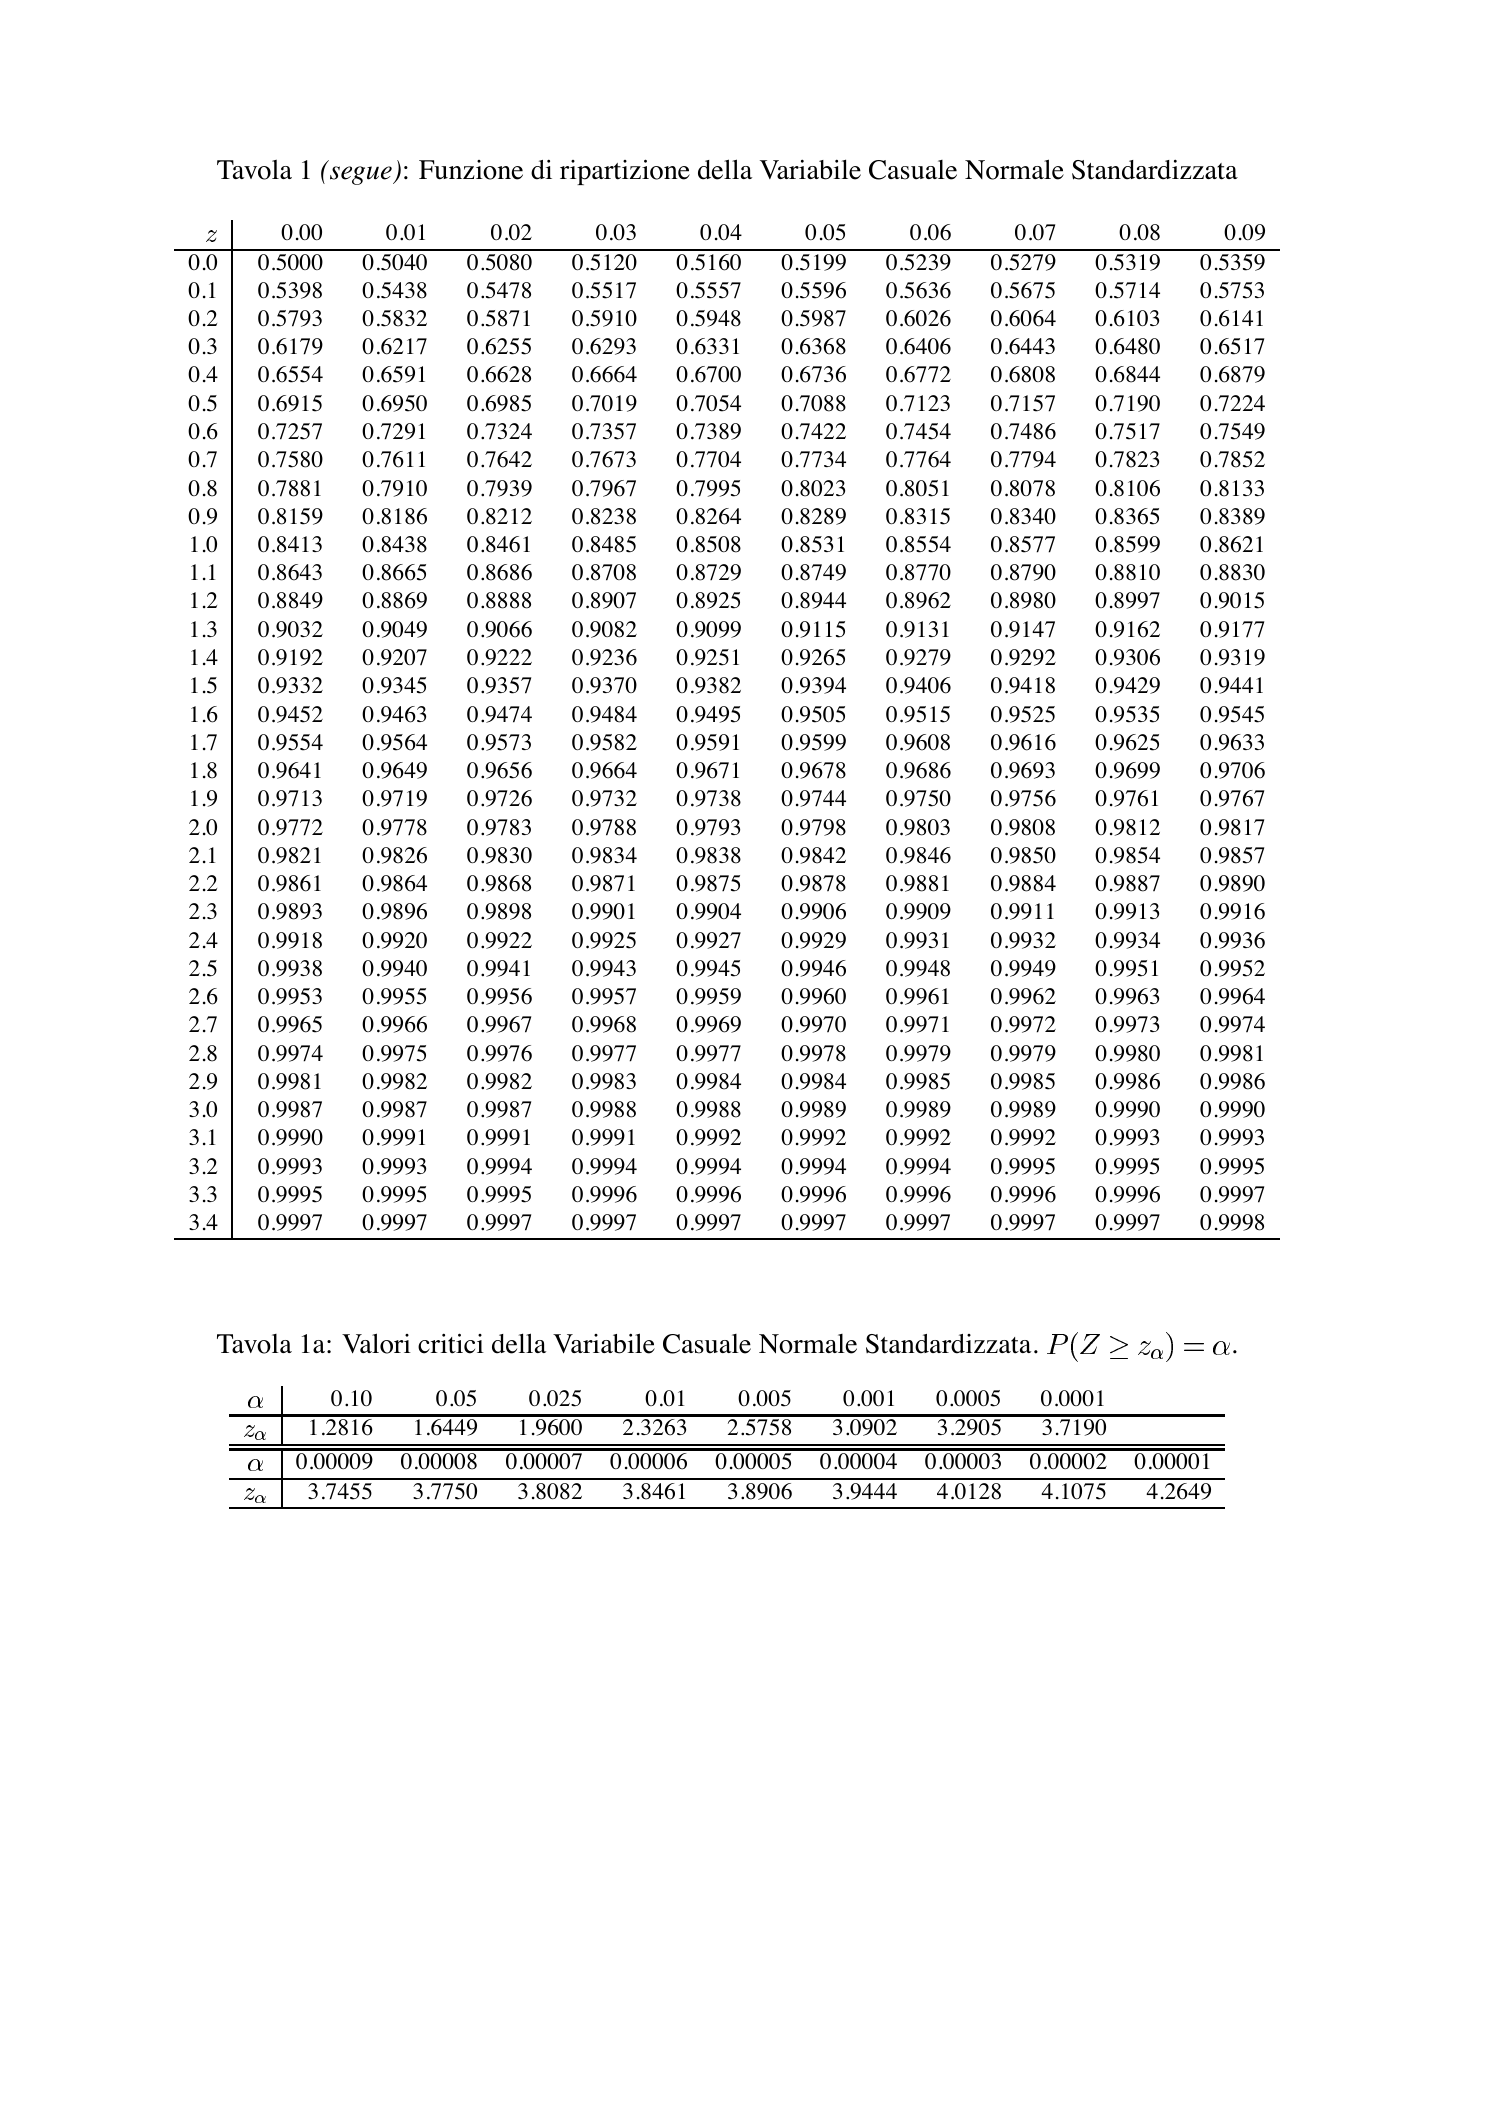 Tavola 1 (segue): Funzione di ripartizione della Variabile Casuale Normale Standardizzata
z 0.00 0.01 0.02 0.03 0.04 0.05 0.06 0.07 0.08 0.09
0.0 0.5000 0.5040 0.5080 0.5120 0.5160 0.5199 0.5239 0.5279 0.5319 0.5359
0.1 0.5398 0.5438 0.5478 0.5517 0.5557 0.5596 0.5636 0.5675 0.5714 0.5753
0.2 0.5793 0.5832 0.5871 0.5910 0.5948 0.5987 0.6026 0.6064 0.6103 0.6141
0.3 0.6179 0.6217 0.6255 0.6293 0.6331 0.6368 0.6406 0.6443 0.6480 0.6517
0.4 0.6554 0.6591 0.6628 0.6664 0.6700 0.6736 0.6772 0.6808 0.6844 0.6879
0.5 0.6915 0.6950 0.6985 0.7019 0.7054 0.7088 0.7123 0.7157 0.7190 0.7224
0.6 0.7257 0.7291 0.7324 0.7357 0.7389 0.7422 0.7454 0.7486 0.7517 0.7549
0.7 0.7580 0.7611 0.7642 0.7673 0.7704 0.7734 0.7764 0.7794 0.7823 0.7852
0.8 0.7881 0.7910 0.7939 0.7967 0.7995 0.8023 0.8051 0.8078 0.8106 0.8133
0.9 0.8159 0.8186 0.8212 0.8238 0.8264 0.8289 0.8315 0.8340 0.8365 0.8389
1.0 0.8413 0.8438 0.8461 0.8485 0.8508 0.8531 0.8554 0.8577 0.8599 0.8621
1.1 0.8643 0.8665 0.8686 0.8708 0.8729 0.8749 0.8770 0.8790 0.8810 0.8830
1.2 0.8849 0.8869 0.8888 0.8907 0.8925 0.8944 0.8962 0.8980 0.8997 0.9015
1.3 0.9032 0.9049 0.9066 0.9082 0.9099 0.9115 0.9131 0.9147 0.9162 0.9177
1.4 0.9192 0.9207 0.9222 0.9236 0.9251 0.9265 0.9279 0.9292 0.9306 0.9319
1.5 0.9332 0.9345 0.9357 0.9370 0.9382 0.9394 0.9406 0.9418 0.9429 0.9441
1.6 0.9452 0.9463 0.9474 0.9484 0.9495 0.9505 0.9515 0.9525 0.9535 0.9545
1.7 0.9554 0.9564 0.9573 0.9582 0.9591 0.9599 0.9608 0.9616 0.9625 0.9633
1.8 0.9641 0.9649 0.9656 0.9664 0.9671 0.9678 0.9686 0.9693 0.9699 0.9706
1.9 0.9713 0.9719 0.9726 0.9732 0.9738 0.9744 0.9750 0.9756 0.9761 0.9767
2.0 0.9772 0.9778 0.9783 0.9788 0.9793 0.9798 0.9803 0.9808 0.9812 0.9817
2.1 0.9821 0.9826 0.9830 0.9834 0.9838 0.9842 0.9846 0.9850 0.9854 0.9857
2.2 0.9861 0.9864 0.9868 0.9871 0.9875 0.9878 0.9881 0.9884 0.9887 0.9890
2.3 0.9893 0.9896 0.9898 0.9901 0.9904 0.9906 0.9909 0.9911 0.9913 0.9916
2.4 0.9918 0.9920 0.9922 0.9925 0.9927 0.9929 0.9931 0.9932 0.9934 0.9936
2.5 0.9938 0.9940 0.9941 0.9943 0.9945 0.9946 0.9948 0.9949 0.9951 0.9952
2.6 0.9953 0.9955 0.9956 0.9957 0.9959 0.9960 0.9961 0.9962 0.9963 0.9964
2.7 0.9965 0.9966 0.9967 0.9968 0.9969 0.9970 0.9971 0.9972 0.9973 0.9974
2.8 0.9974 0.9975 0.9976 0.9977 0.9977 0.9978 0.9979 0.9979 0.9980 0.9981
2.9 0.9981 0.9982 0.9982 0.9983 0.9984 0.9984 0.9985 0.9985 0.9986 0.9986
3.0 0.9987 0.9987 0.9987 0.9988 0.9988 0.9989 0.9989 0.9989 0.9990 0.9990
3.1 0.9990 0.9991 0.9991 0.9991 0.9992 0.9992 0.9992 0.9992 0.9993 0.9993
3.2 0.9993 0.9993 0.9994 0.9994 0.9994 0.9994 0.9994 0.9995 0.9995 0.9995
3.3 0.9995 0.9995 0.9995 0.9996 0.9996 0.9996 0.9996 0.9996 0.9996 0.9997
3.4 0.9997 0.9997 0.9997 0.9997 0.9997 0.9997 0.9997 0.9997 0.9997 0.9998
Tavola 1a: Valori critici della Variabile Casuale Normale Standardizzata. P(Z ≥ zα) = α.
α 0.10 0.05 0.025 0.01 0.005 0.001 0.0005 0.0001
zα 1.2816 1.6449 1.9600 2.3263 2.5758 3.0902 3.2905 3.7190
α 0.00009 0.00008 0.00007 0.00006 0.00005 0.00004 0.00003 0.00002 0.00001
zα 3.7455 3.7750 3.8082 3.8461 3.8906 3.9444 4.0128 4.1075 4.2649